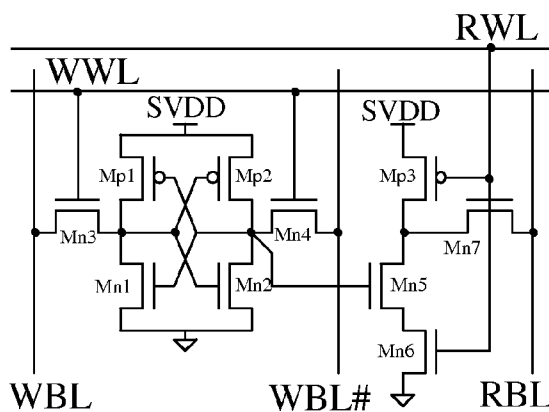 RWL
WWL
SVDD
SVDD
Mp1
Mp2
Mp3
Mn3
Mn4
Mn7
Mn1
Mn2
Mn5
Mn6
WBL
WBL#
RBL